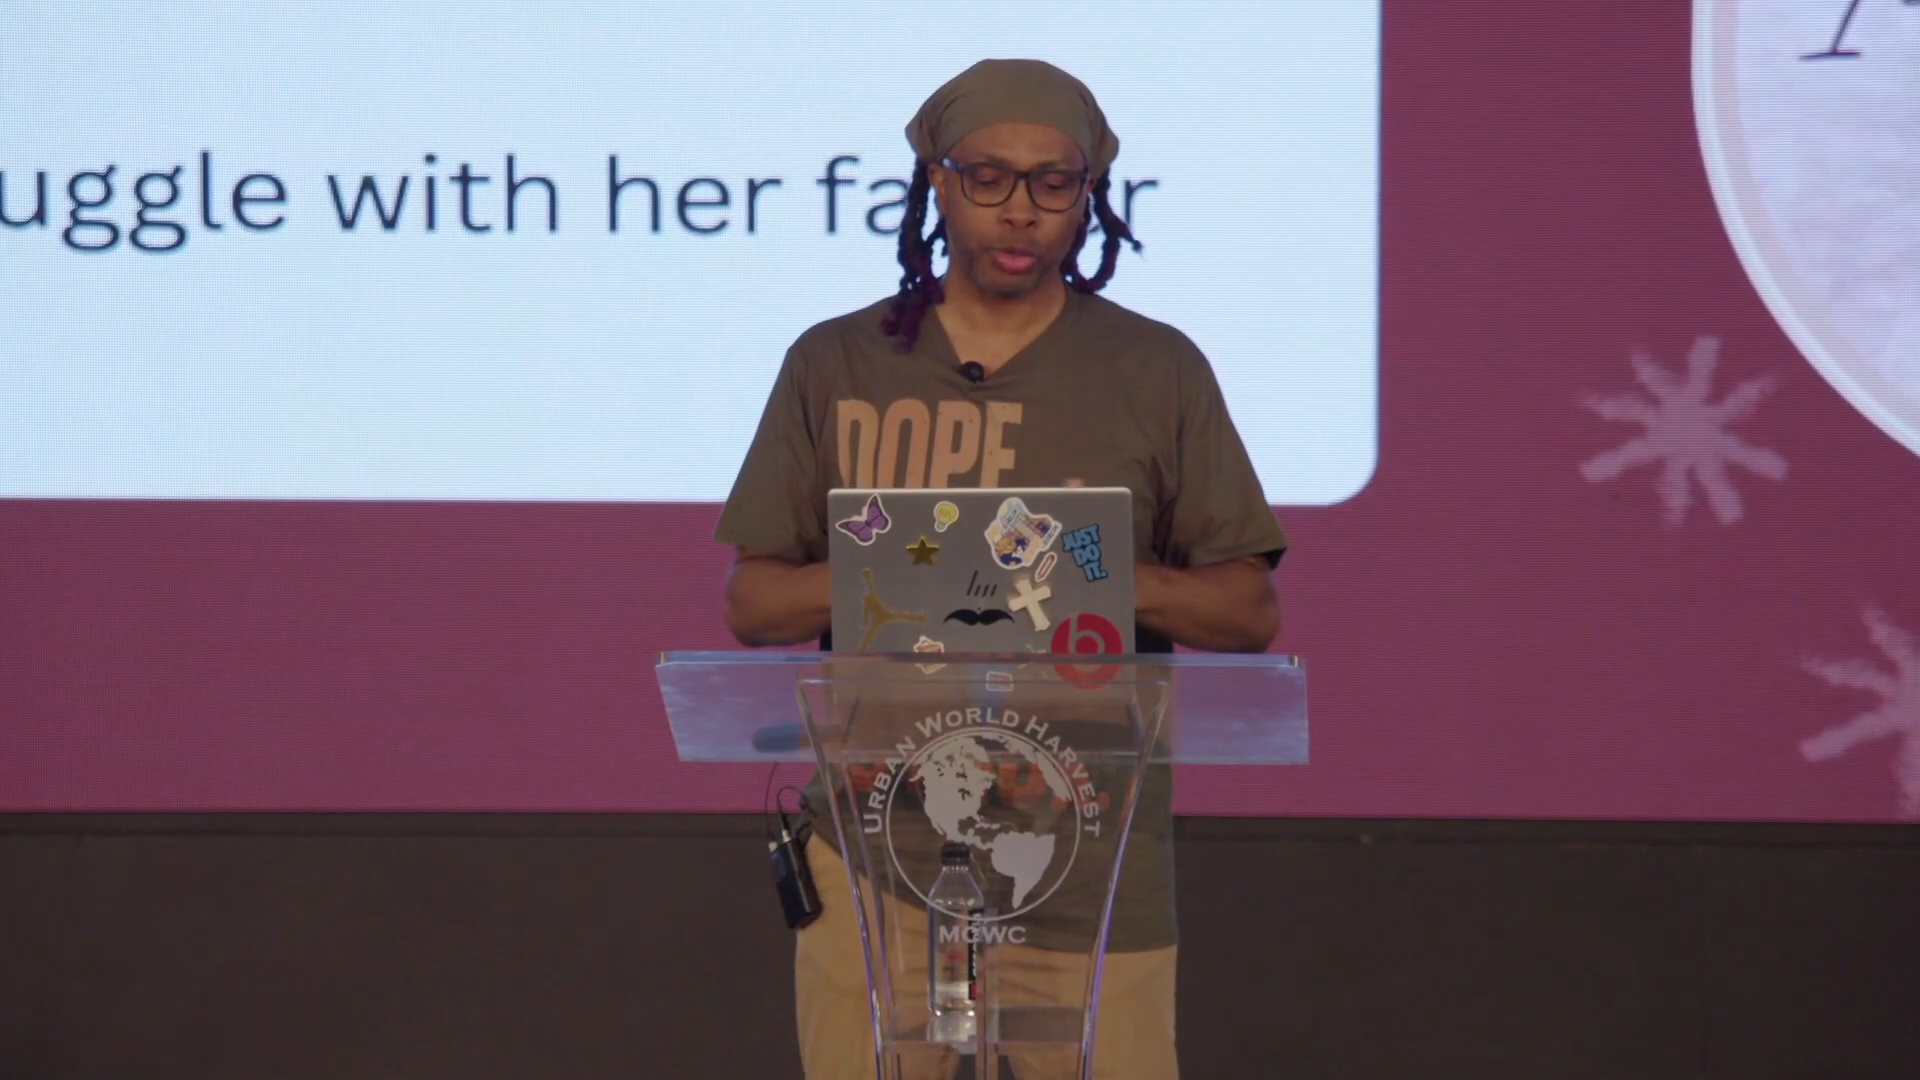 uggle with her fa r
DOPE
JUST
DO
IT.
b
URBAN WORLD HARVEST
MCWC